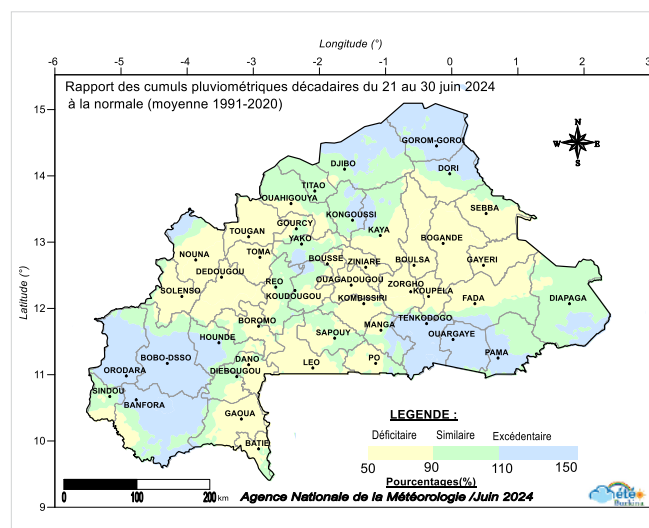 Longitude (°)
-6 -5 -4 -3 -2 -1 0 1 2 3
Rapport des cumuls pluviométriques décadaires du 21 au 30 juin 2024
à la normale (moyenne 1991-2020)
15
14
13
12
11
10
9
Latitude (°)
N
W E
S
GOROM-GOROM
DJIBO
DORI
TITAO
OUAHIGOUYA
SEBBA
KONGOUSSI
GOURCY
TOUGAN
KAYA
YAKO
BOGANDE
NOUNA
TOMA
BOUSSE
ZINIARE
BOULSA
GAYERI
DEDOUGOU
REO
OUAGADOUGOU
ZORGHO
SOLENSO
KOUDOUGOU
KOMBISSIRI
KOUPELA
FADA
DIAPAGA
BOROMO
TENKODOGO
MANGA
HOUNDE
SAPOUY
OUARGAYE
BOBO-DSSO
DANO
LEO
PO
PAMA
ORODARA
DIEBOUGOU
SINDOU
BANFORA
GAOUA
BATIE
LEGENDE :
Déficitaire Similaire Excédentaire
50 90 110 150
Pourcentages(%)
0 100 200 km
Agence Nationale de la Météorologie /Juin 2024
météo
Burkina